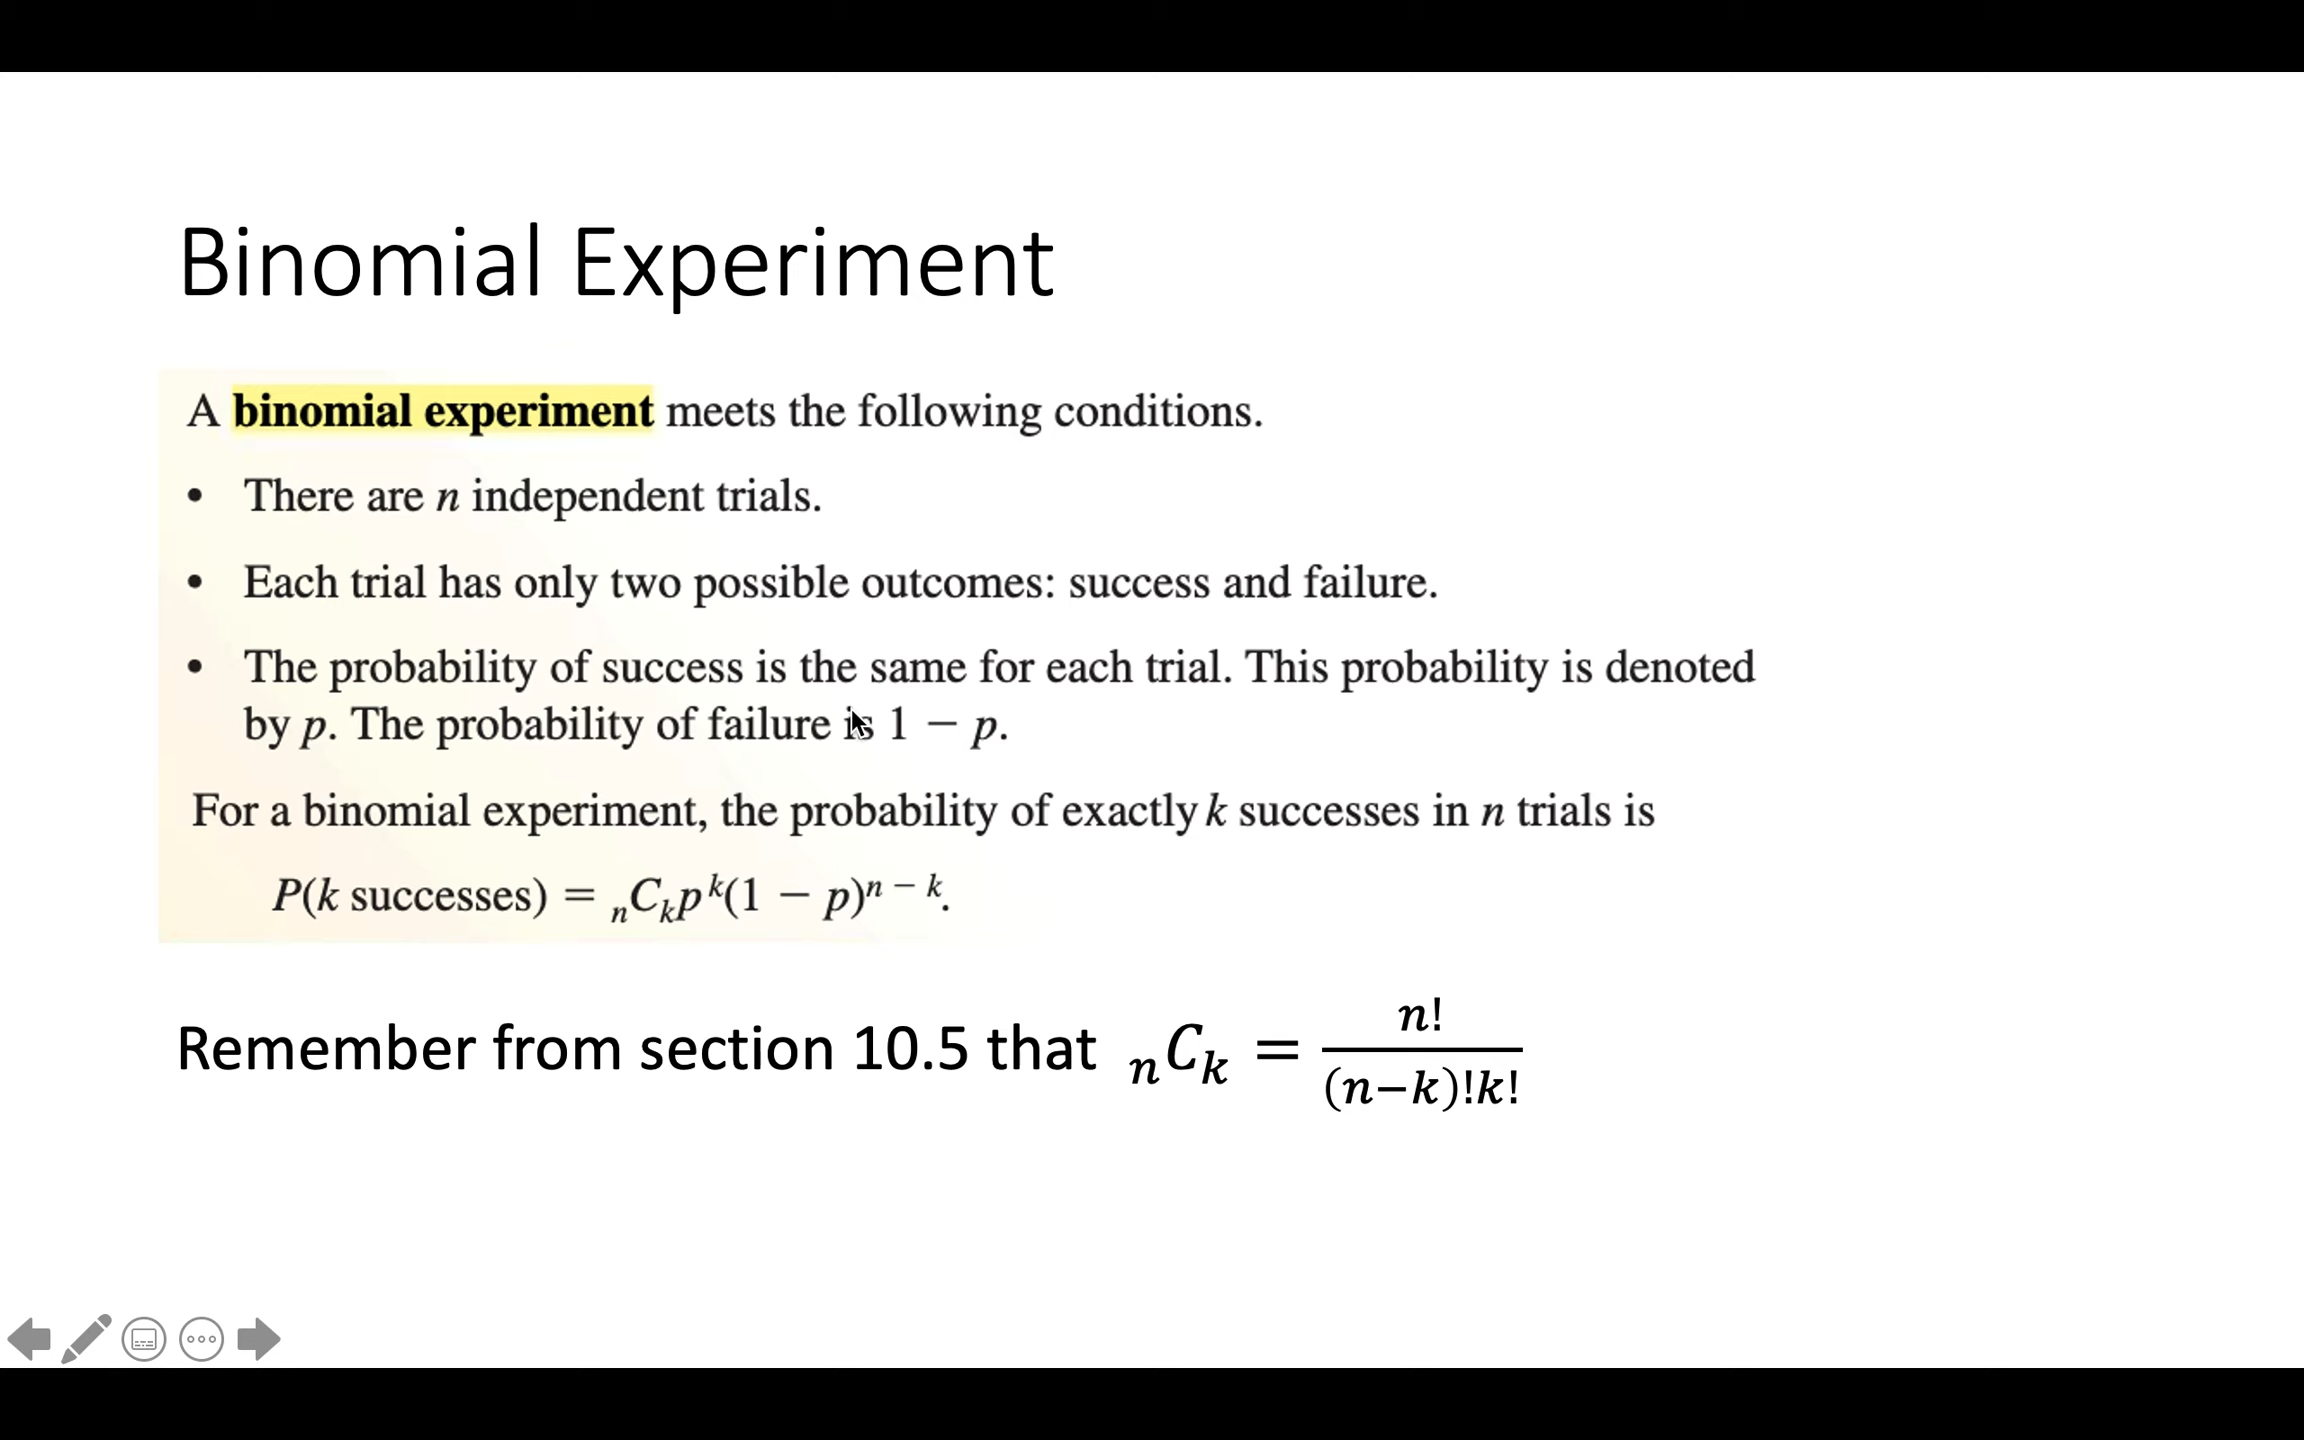 Binomial Experiment
A binomial experiment meets the following conditions.
• There are n independent trials.
• Each trial has only two possible outcomes: success and failure.
• The probability of success is the same for each trial. This probability is denoted
by p. The probability of failure is 1 − p.
For a binomial experiment, the probability of exactly k successes in n trials is
P(k successes) = ₙCₖpᵏ(1 − p)ⁿ ⁻ ᵏ.
Remember from section 10.5 that ₙCₖ = n! / (n−k)!k!